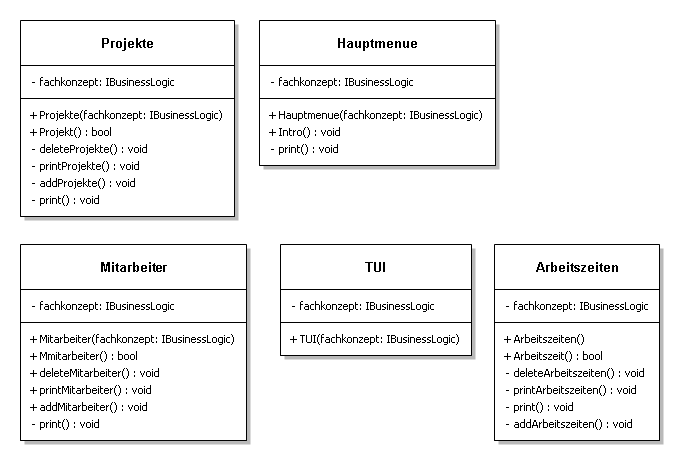 Projekte
- fachkonzept: IBusinessLogic
+ Projekte(fachkonzept: IBusinessLogic)
+ Projekt() : bool
- deleteProjekte() : void
- printProjekte() : void
- addProjekte() : void
- print() : void
Hauptmenue
- fachkonzept: IBusinessLogic
+ Hauptmenue(fachkonzept: IBusinessLogic)
+ Intro() : void
- print() : void
Mitarbeiter
- fachkonzept: IBusinessLogic
+ Mitarbeiter(fachkonzept: IBusinessLogic)
+ Mmitarbeiter() : bool
+ deleteMitarbeiter() : void
+ printMitarbeiter() : void
+ addMitarbeiter() : void
- print() : void
TUI
- fachkonzept: IBusinessLogic
+ TUI(fachkonzept: IBusinessLogic)
Arbeitszeiten
- fachkonzept: IBusinessLogic
+ Arbeitszeiten()
+ Arbeitszeit() : bool
- deleteArbeitszeiten() : void
- printArbeitszeiten() : void
- print() : void
- addArbeitszeiten() : void